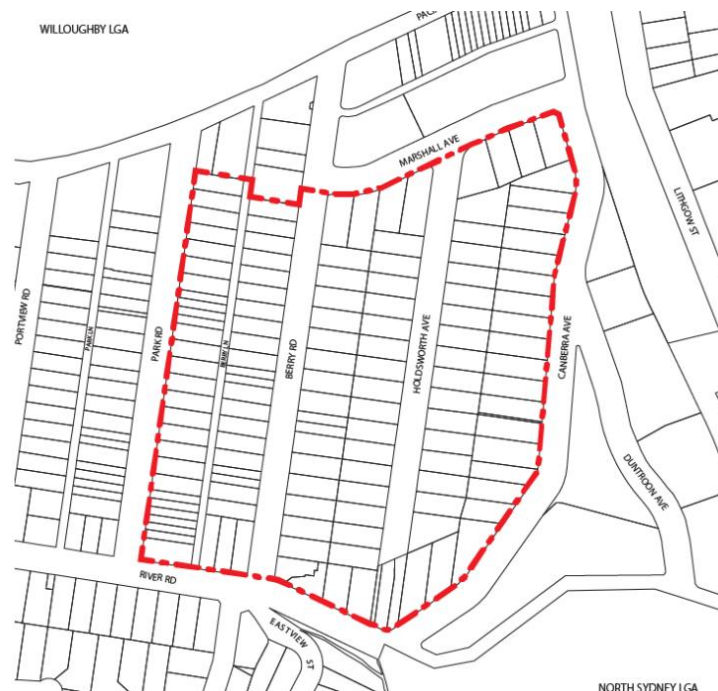 WILLOUGHBY LGA
PAC
MARSHALL AVE
LITHGOW ST
PORTVIEW RD
PARK LN
PARK RD
BERRY LN
BERRY RD
HOLDSWORTH AVE
CANBERRA AVE
DUNTROON AVE
RIVER RD
EASTVIEW ST
NORTH SYDNEY LGA